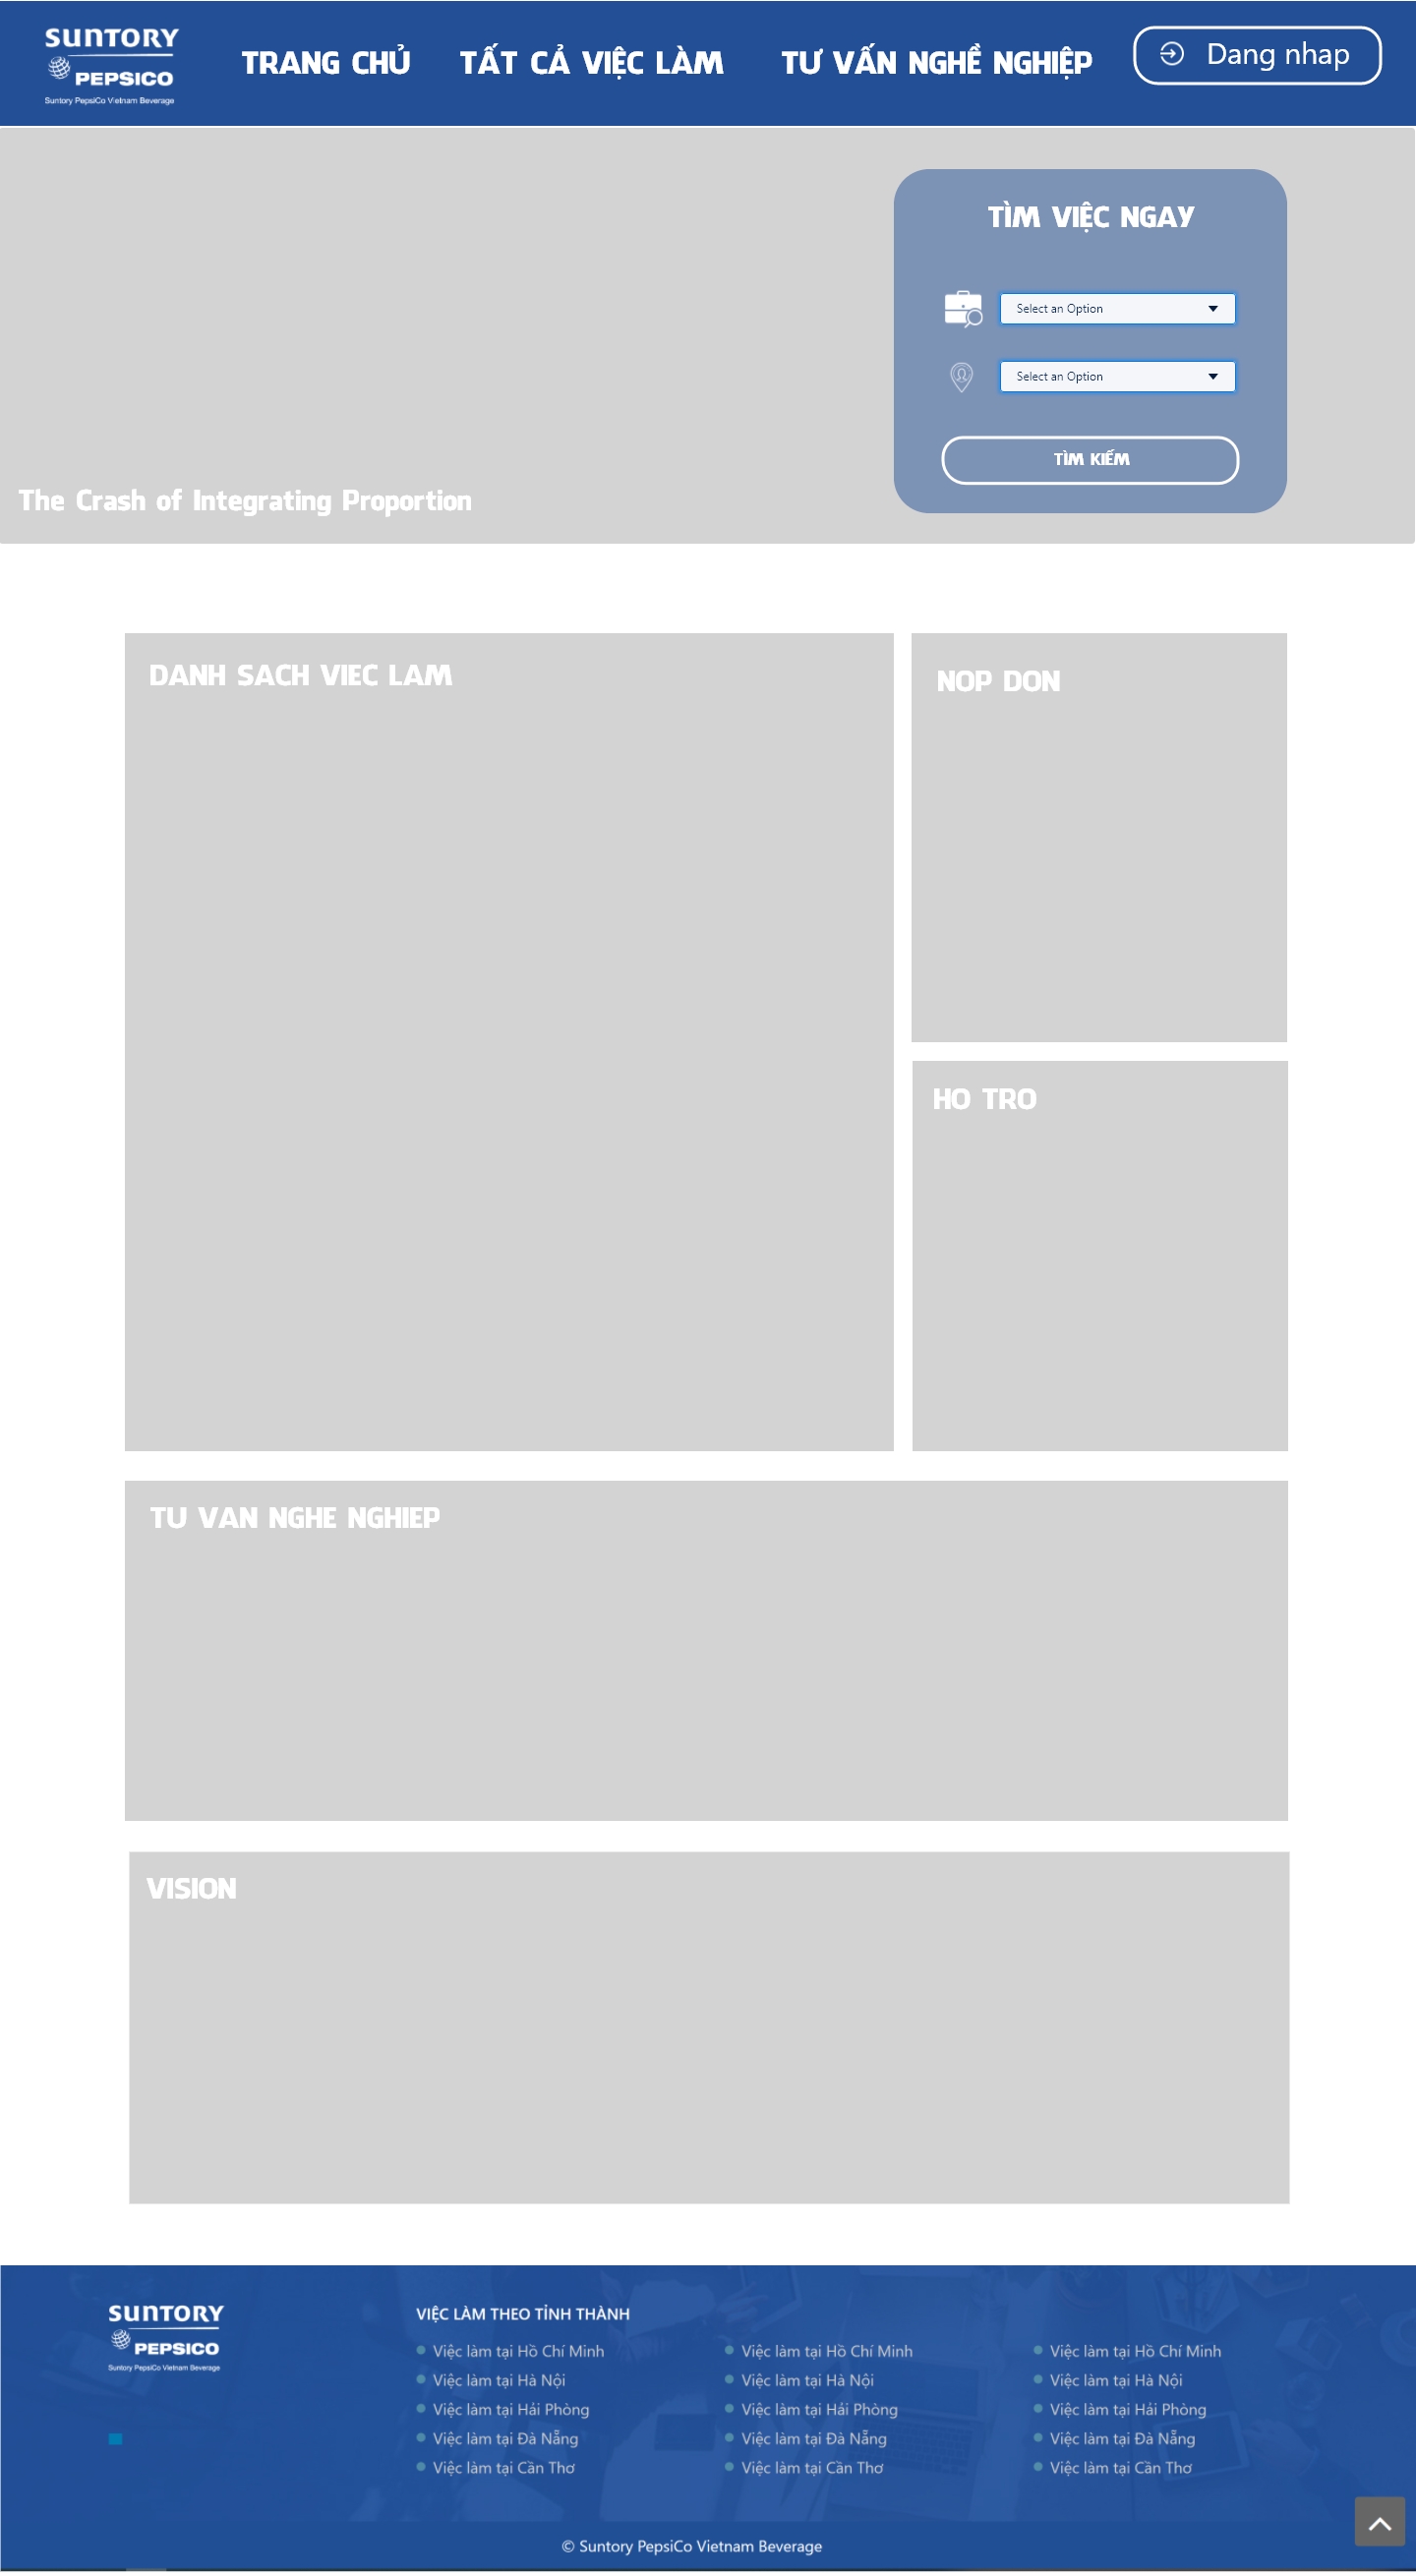 SUNTORY
PEPSICO
Suntory PepsiCo Vietnam Beverage
TRANG CHỦ
TẤT CẢ VIỆC LÀM
TƯ VẤN NGHỀ NGHIỆP
Dang nhap
TÌM VIỆC NGAY
Select an Option
Select an Option
TÌM KIẾM
The Crash of Integrating Proportion
DANH SACH VIEC LAM
NOP DON
HO TRO
TU VAN NGHE NGHIEP
VISION
SUNTORY
PEPSICO
Suntory PepsiCo Vietnam Beverage
VIỆC LÀM THEO TỈNH THÀNH
Việc làm tại Hồ Chí Minh
Việc làm tại Hà Nội
Việc làm tại Hải Phòng
Việc làm tại Đà Nẵng
Việc làm tại Cần Thơ
Việc làm tại Hồ Chí Minh
Việc làm tại Hà Nội
Việc làm tại Hải Phòng
Việc làm tại Đà Nẵng
Việc làm tại Cần Thơ
Việc làm tại Hồ Chí Minh
Việc làm tại Hà Nội
Việc làm tại Hải Phòng
Việc làm tại Đà Nẵng
Việc làm tại Cần Thơ
© Suntory PepsiCo Vietnam Beverage